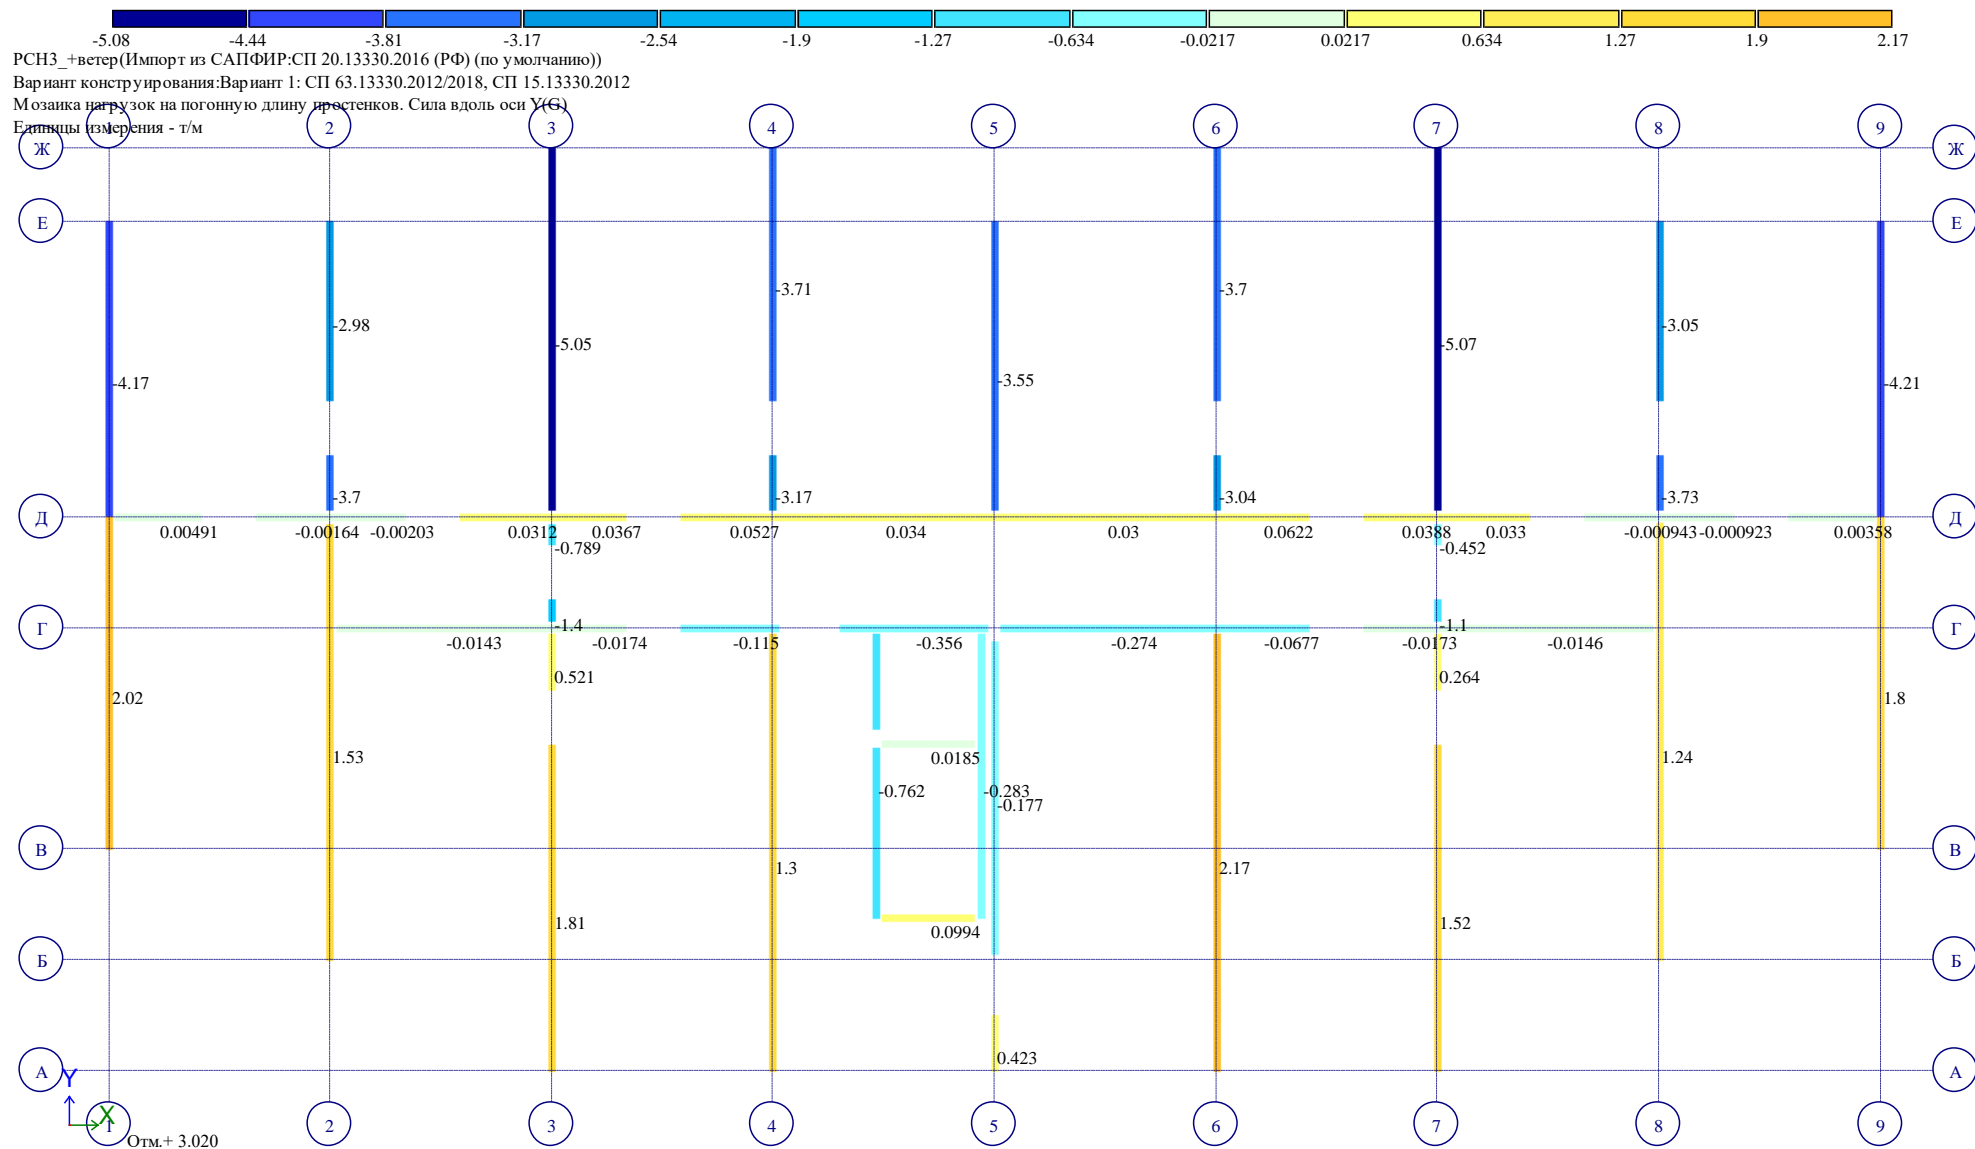 -5.08 -4.44 -3.81 -3.17 -2.54 -1.9 -1.27 -0.634 -0.0217 0.0217 0.634 1.27 1.9 2.17
РСН3_+ветер(Импорт из САПФИР:СП 20.13330.2016 (РФ) (по умолчанию))
Вариант конструирования:Вариант 1: СП 63.13330.2012/2018, СП 15.13330.2012
Мозаика нагрузок на погонную длину простенков. Сила вдоль оси Y(G)
Единицы измерения - т/м
1 2 3 4 5 6 7 8 9
Ж Ж
Е Е
-3.71 -3.7
-2.98 -3.05
-5.05 -5.07
-4.17 -3.55 -4.21
-3.7 -3.17 -3.04 -3.73
Д Д
0.00491 -0.00164 -0.00203 0.0312 0.0367 0.0527 0.034 0.03 0.0622 0.0388 0.033 -0.000943 -0.000923 0.00358
-0.789 -0.452
-1.4 -1.1
Г Г
-0.0143 -0.0174 -0.115 -0.356 -0.274 -0.0677 -0.0173 -0.0146
0.521 0.264
2.02 1.8
1.53 0.0185 1.24
-0.762 -0.283
-0.177
В В
1.3 2.17
1.81 1.52
0.0994
Б Б
0.423
А А
Y
X
1 2 3 4 5 6 7 8 9
Отм.+ 3.020